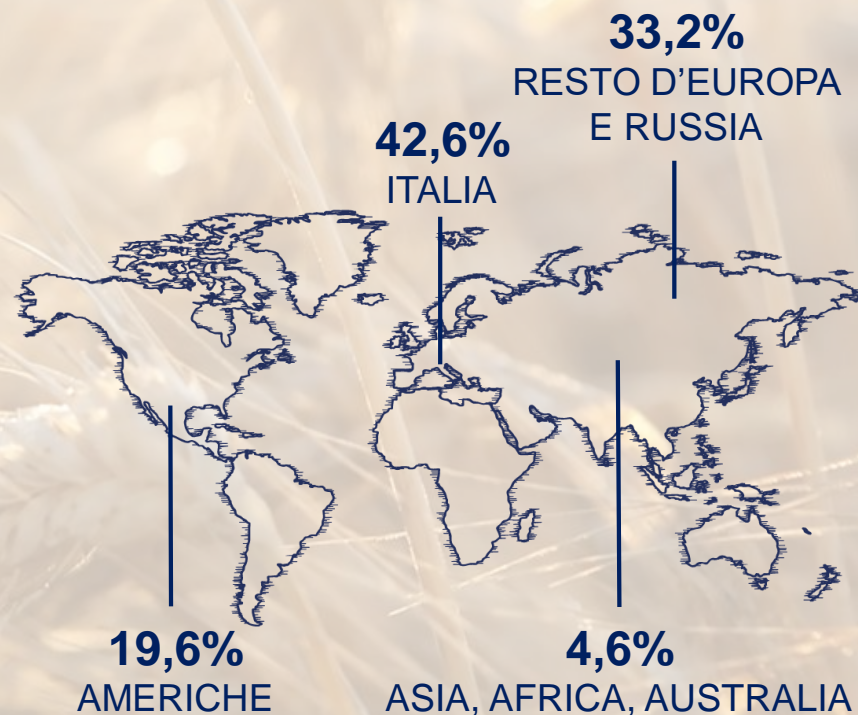 33,2%
RESTO D'EUROPA
E RUSSIA
42,6%
ITALIA
19,6%
AMERICHE
4,6%
ASIA, AFRICA, AUSTRALIA